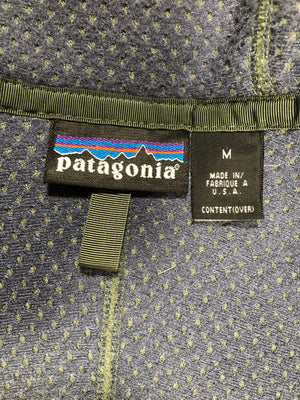 patagonia®
M
MADE IN/
FABRIQUE A
U.S.A.
CONTENT(OVER)